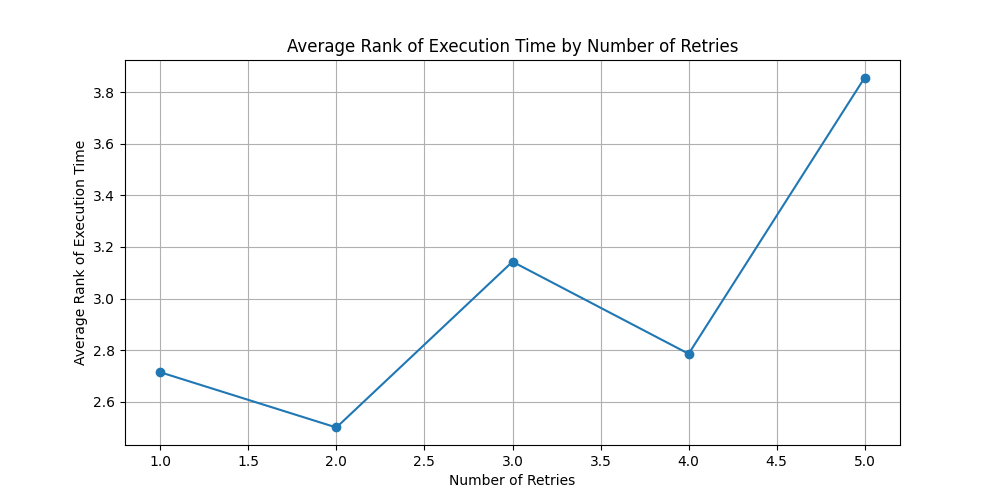 Average Rank of Execution Time by Number of Retries
Average Rank of Execution Time
3.8
3.6
3.4
3.2
3.0
2.8
2.6
1.0 1.5 2.0 2.5 3.0 3.5 4.0 4.5 5.0
Number of Retries